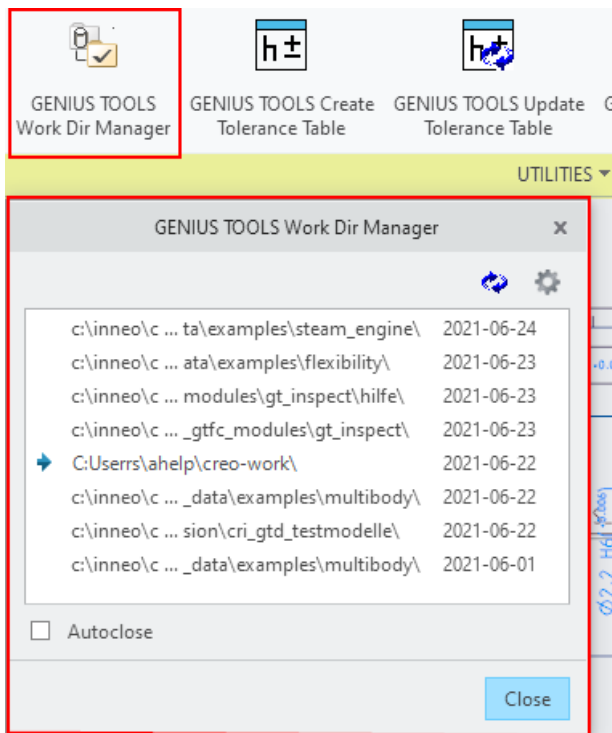 h±
h±
GENIUS TOOLS
Work Dir Manager
GENIUS TOOLS Create
Tolerance Table
GENIUS TOOLS Update
Tolerance Table
G
UTILITIES
GENIUS TOOLS Work Dir Manager
c:\inneo\c ... ta\examples\steam_engine\ 2021-06-24
c:\inneo\c ... ata\examples\flexibility\ 2021-06-23
c:\inneo\c ... modules\gt_inspect\hilfe\ 2021-06-23
c:\inneo\c ... _gtfc_modules\gt_inspect\ 2021-06-23
C:Userrs\ahelp\creo-work\ 2021-06-22
c:\inneo\c ... _data\examples\multibody\ 2021-06-22
c:\inneo\c ... sion\cri_gtd_testmodelle\ 2021-06-22
c:\inneo\c ... _data\examples\multibody\ 2021-06-01
Autoclose
Close
Ø2.2 H6